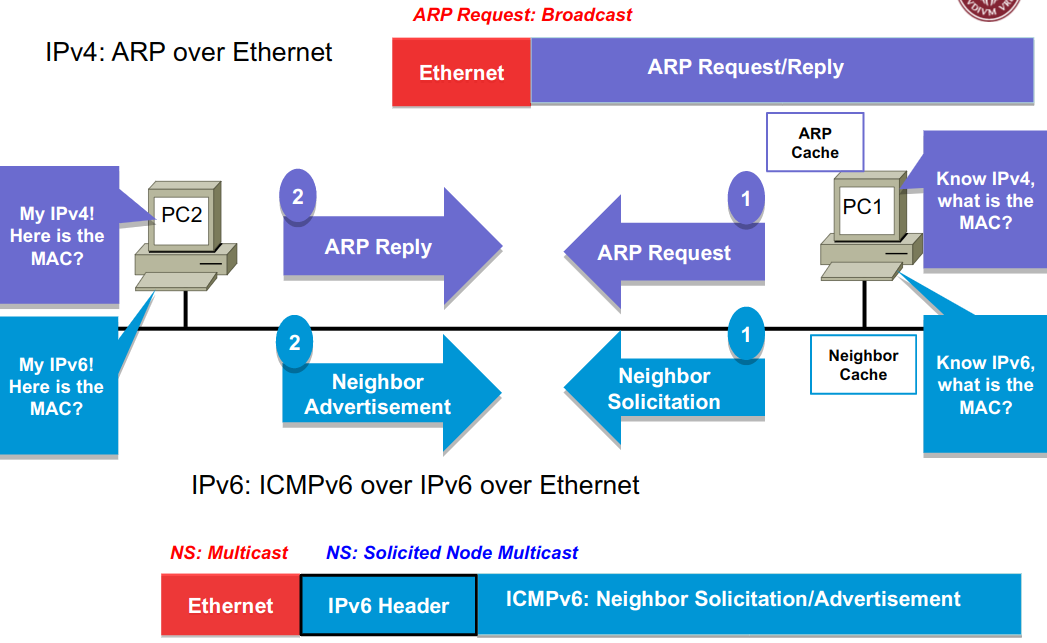 ARP Request: Broadcast
IPv4: ARP over Ethernet
Ethernet
ARP Request/Reply
ARP
Cache
My IPv4!
Here is the
MAC?
PC2
2
ARP Reply
1
ARP Request
PC1
Know IPv4,
what is the
MAC?
My IPv6!
Here is the
MAC?
2
Neighbor
Advertisement
1
Neighbor
Solicitation
Neighbor
Cache
Know IPv6,
what is the
MAC?
IPv6: ICMPv6 over IPv6 over Ethernet
NS: Multicast
NS: Solicited Node Multicast
Ethernet
IPv6 Header
ICMPv6: Neighbor Solicitation/Advertisement